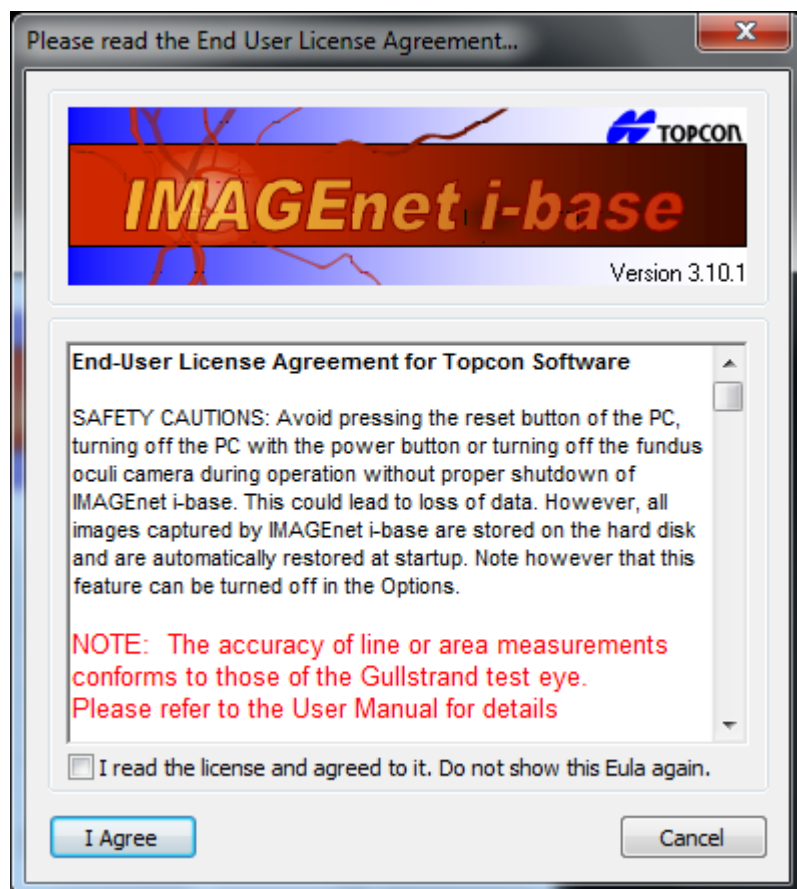 Please read the End User License Agreement...
TOPCON
IMAGEnet i-base
Version 3.10.1
End-User License Agreement for Topcon Software
SAFETY CAUTIONS: Avoid pressing the reset button of the PC,
turning off the PC with the power button or turning off the fundus
oculi camera during operation without proper shutdown of
IMAGEnet i-base. This could lead to loss of data. However, all
images captured by IMAGEnet i-base are stored on the hard disk
and are automatically restored at startup. Note however that this
feature can be turned off in the Options.
NOTE: The accuracy of line or area measurements
conforms to those of the Gullstrand test eye.
Please refer to the User Manual for details
I read the license and agreed to it. Do not show this Eula again.
I Agree
Cancel